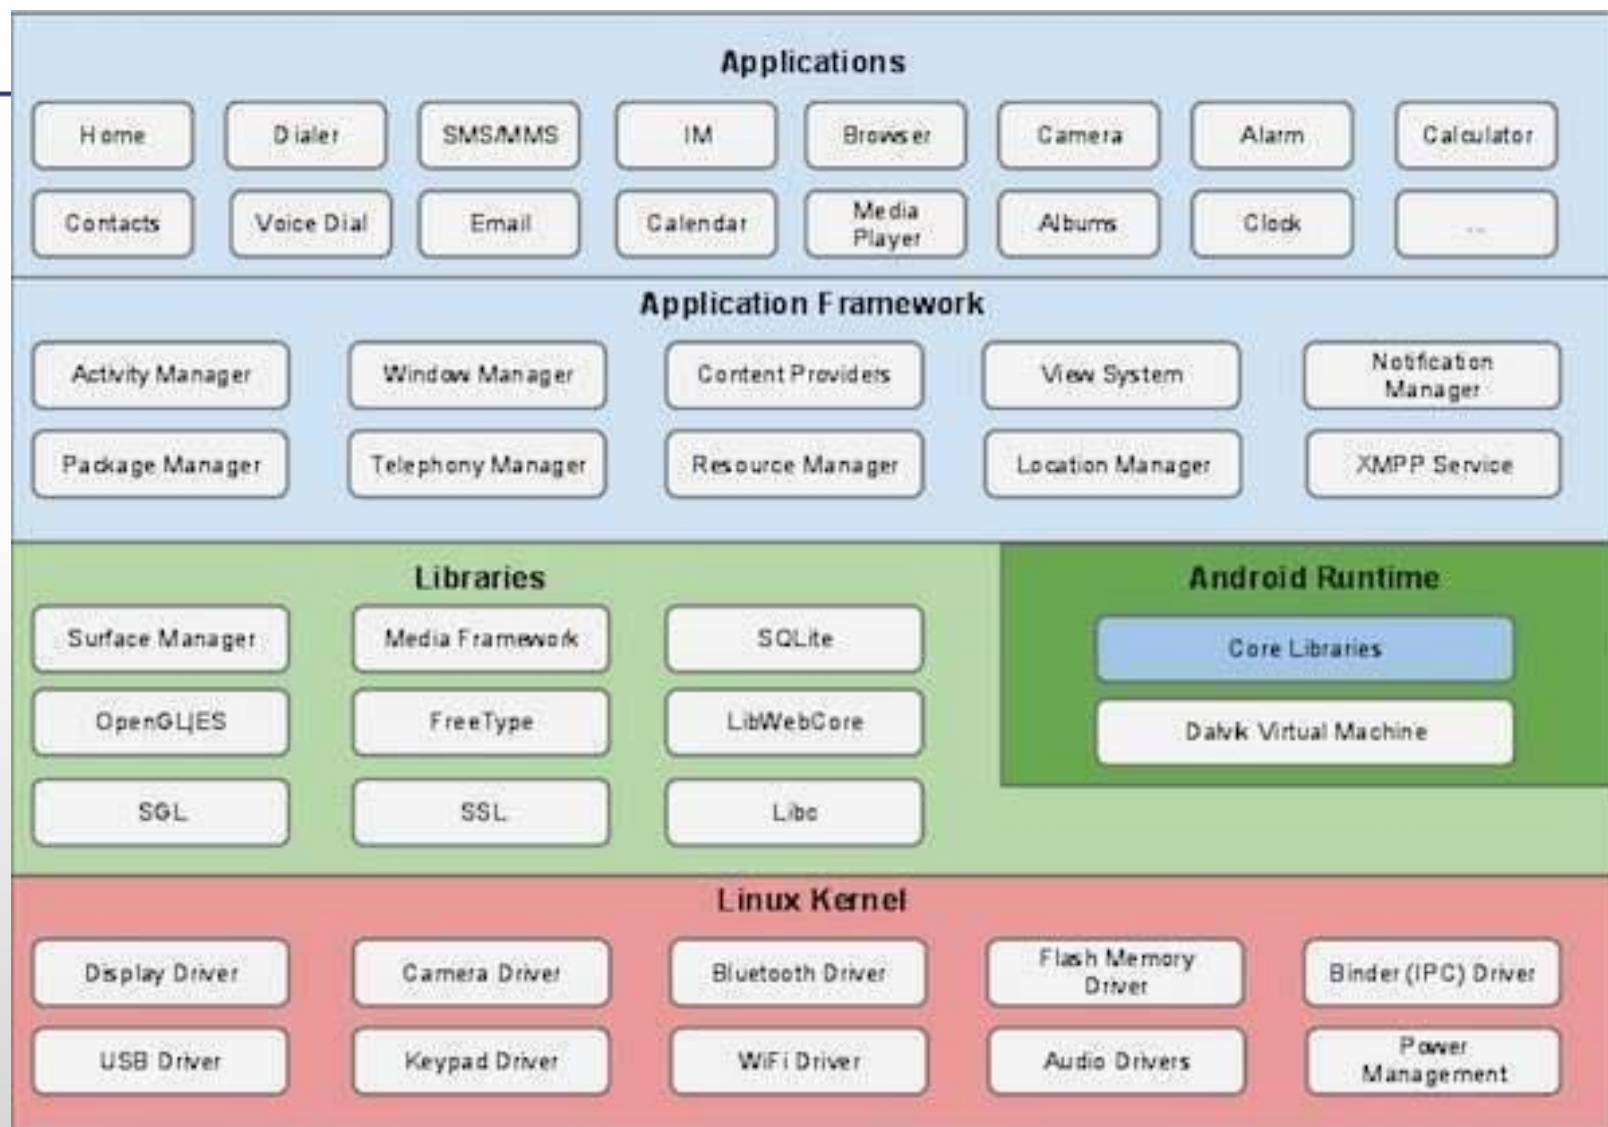 Applications
Home Dialer SMS/MMS IM Browser Camera Alarm Calculator
Contacts Voice Dial Email Calendar Media Player Albums Clock ...
Application Framework
Activity Manager Window Manager Content Providers View System Notification Manager
Package Manager Telephony Manager Resource Manager Location Manager XMPP Service
Libraries
Surface Manager Media Framework SQLite
OpenGL|ES FreeType LibWebCore
SGL SSL Libc
Android Runtime
Core Libraries
Dalvik Virtual Machine
Linux Kernel
Display Driver Camera Driver Bluetooth Driver Flash Memory Driver Binder (IPC) Driver
USB Driver Keypad Driver WiFi Driver Audio Drivers Power Management